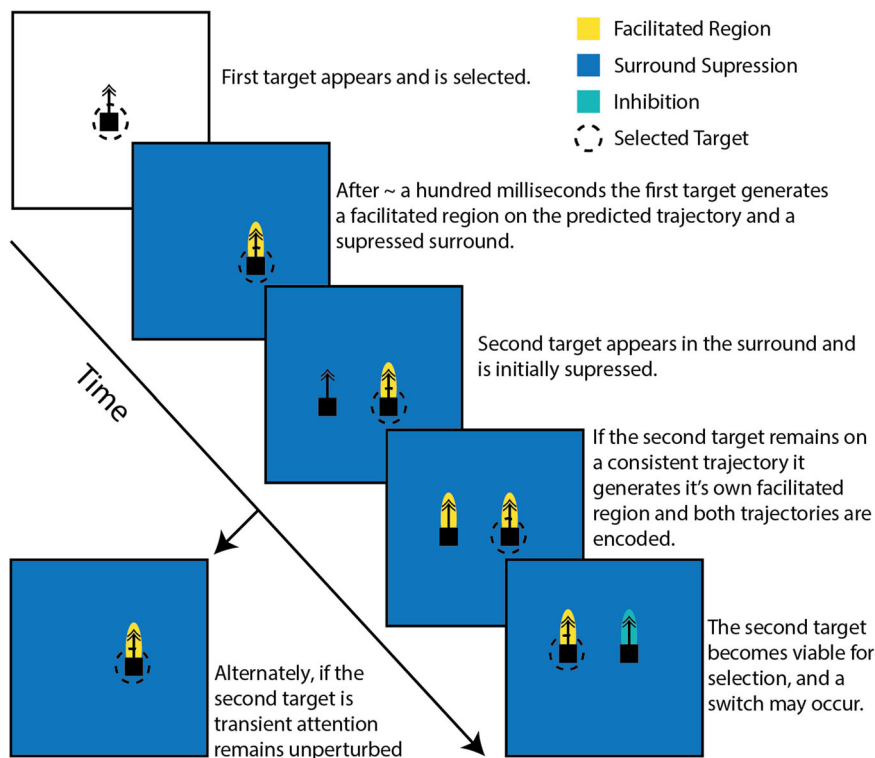 Facilitated Region
Surround Supression
Inhibition
Selected Target
First target appears and is selected.
After ~ a hundred milliseconds the first target generates
a facilitated region on the predicted trajectory and a
supressed surround.
Second target appears in the surround and
is initially supressed.
Time
If the second target remains on
a consistent trajectory it
generates it's own facilitated
region and both trajectories are
encoded.
The second target
becomes viable for
selection, and a
switch may occur.
Alternately, if the
second target is
transient attention
remains unperturbed